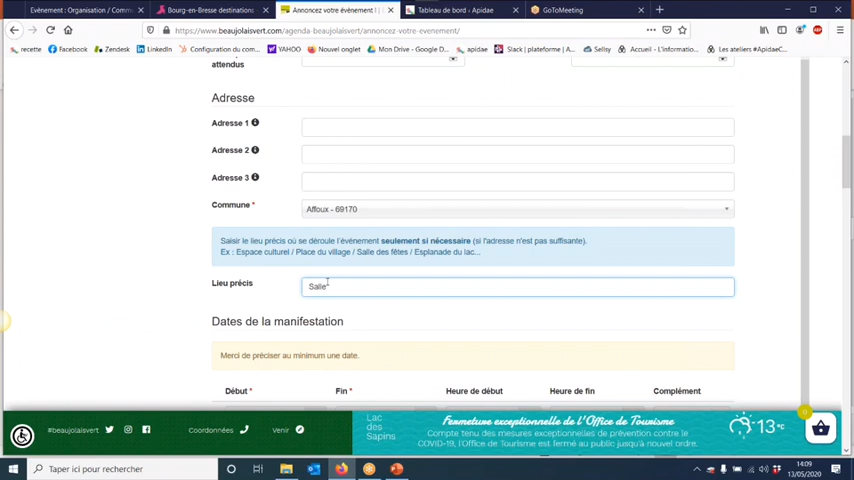 Evénement : Organisation / Comm
Bourg-en-Bresse destinations
Annoncez votre évènement !
Tableau de bord - Apidae
GoToMeeting
https://www.beaujolaisvert.com/agenda-beaujolaisvert/annoncez-votre-evenement/
recette
Facebook
Zendesk
LinkedIn
Configuration du com...
YAHOO
Nouvel onglet
Mon Drive - Google D...
apidae
Slack | plateforme | A...
Sellsy
Accueil - L'informatio...
Les ateliers #ApidaeC...
attendus
Adresse
Adresse 1
Adresse 2
Adresse 3
Commune *
Affoux - 69170
Saisir le lieu précis où se déroule l'événement seulement si nécessaire (si l'adresse n'est pas suffisante).
Ex : Espace culturel / Place du village / Salle des fêtes / Esplanade du lac...
Lieu précis
Salle
Dates de la manifestation
Merci de préciser au minimum une date.
Début * Fin * Heure de début Heure de fin Complément
#beaujolaisvert
Coordonnées
Venir
Lac
des
Sapins
Fermeture exceptionnelle de l'Office de Tourisme
Compte tenu des mesures exceptionnelles de prévention contre le
COVID-19, l'Office de Tourisme est fermé au public jusqu'à nouvel ordre.
-13°C
0
Taper ici pour rechercher
14:09
13/05/2020